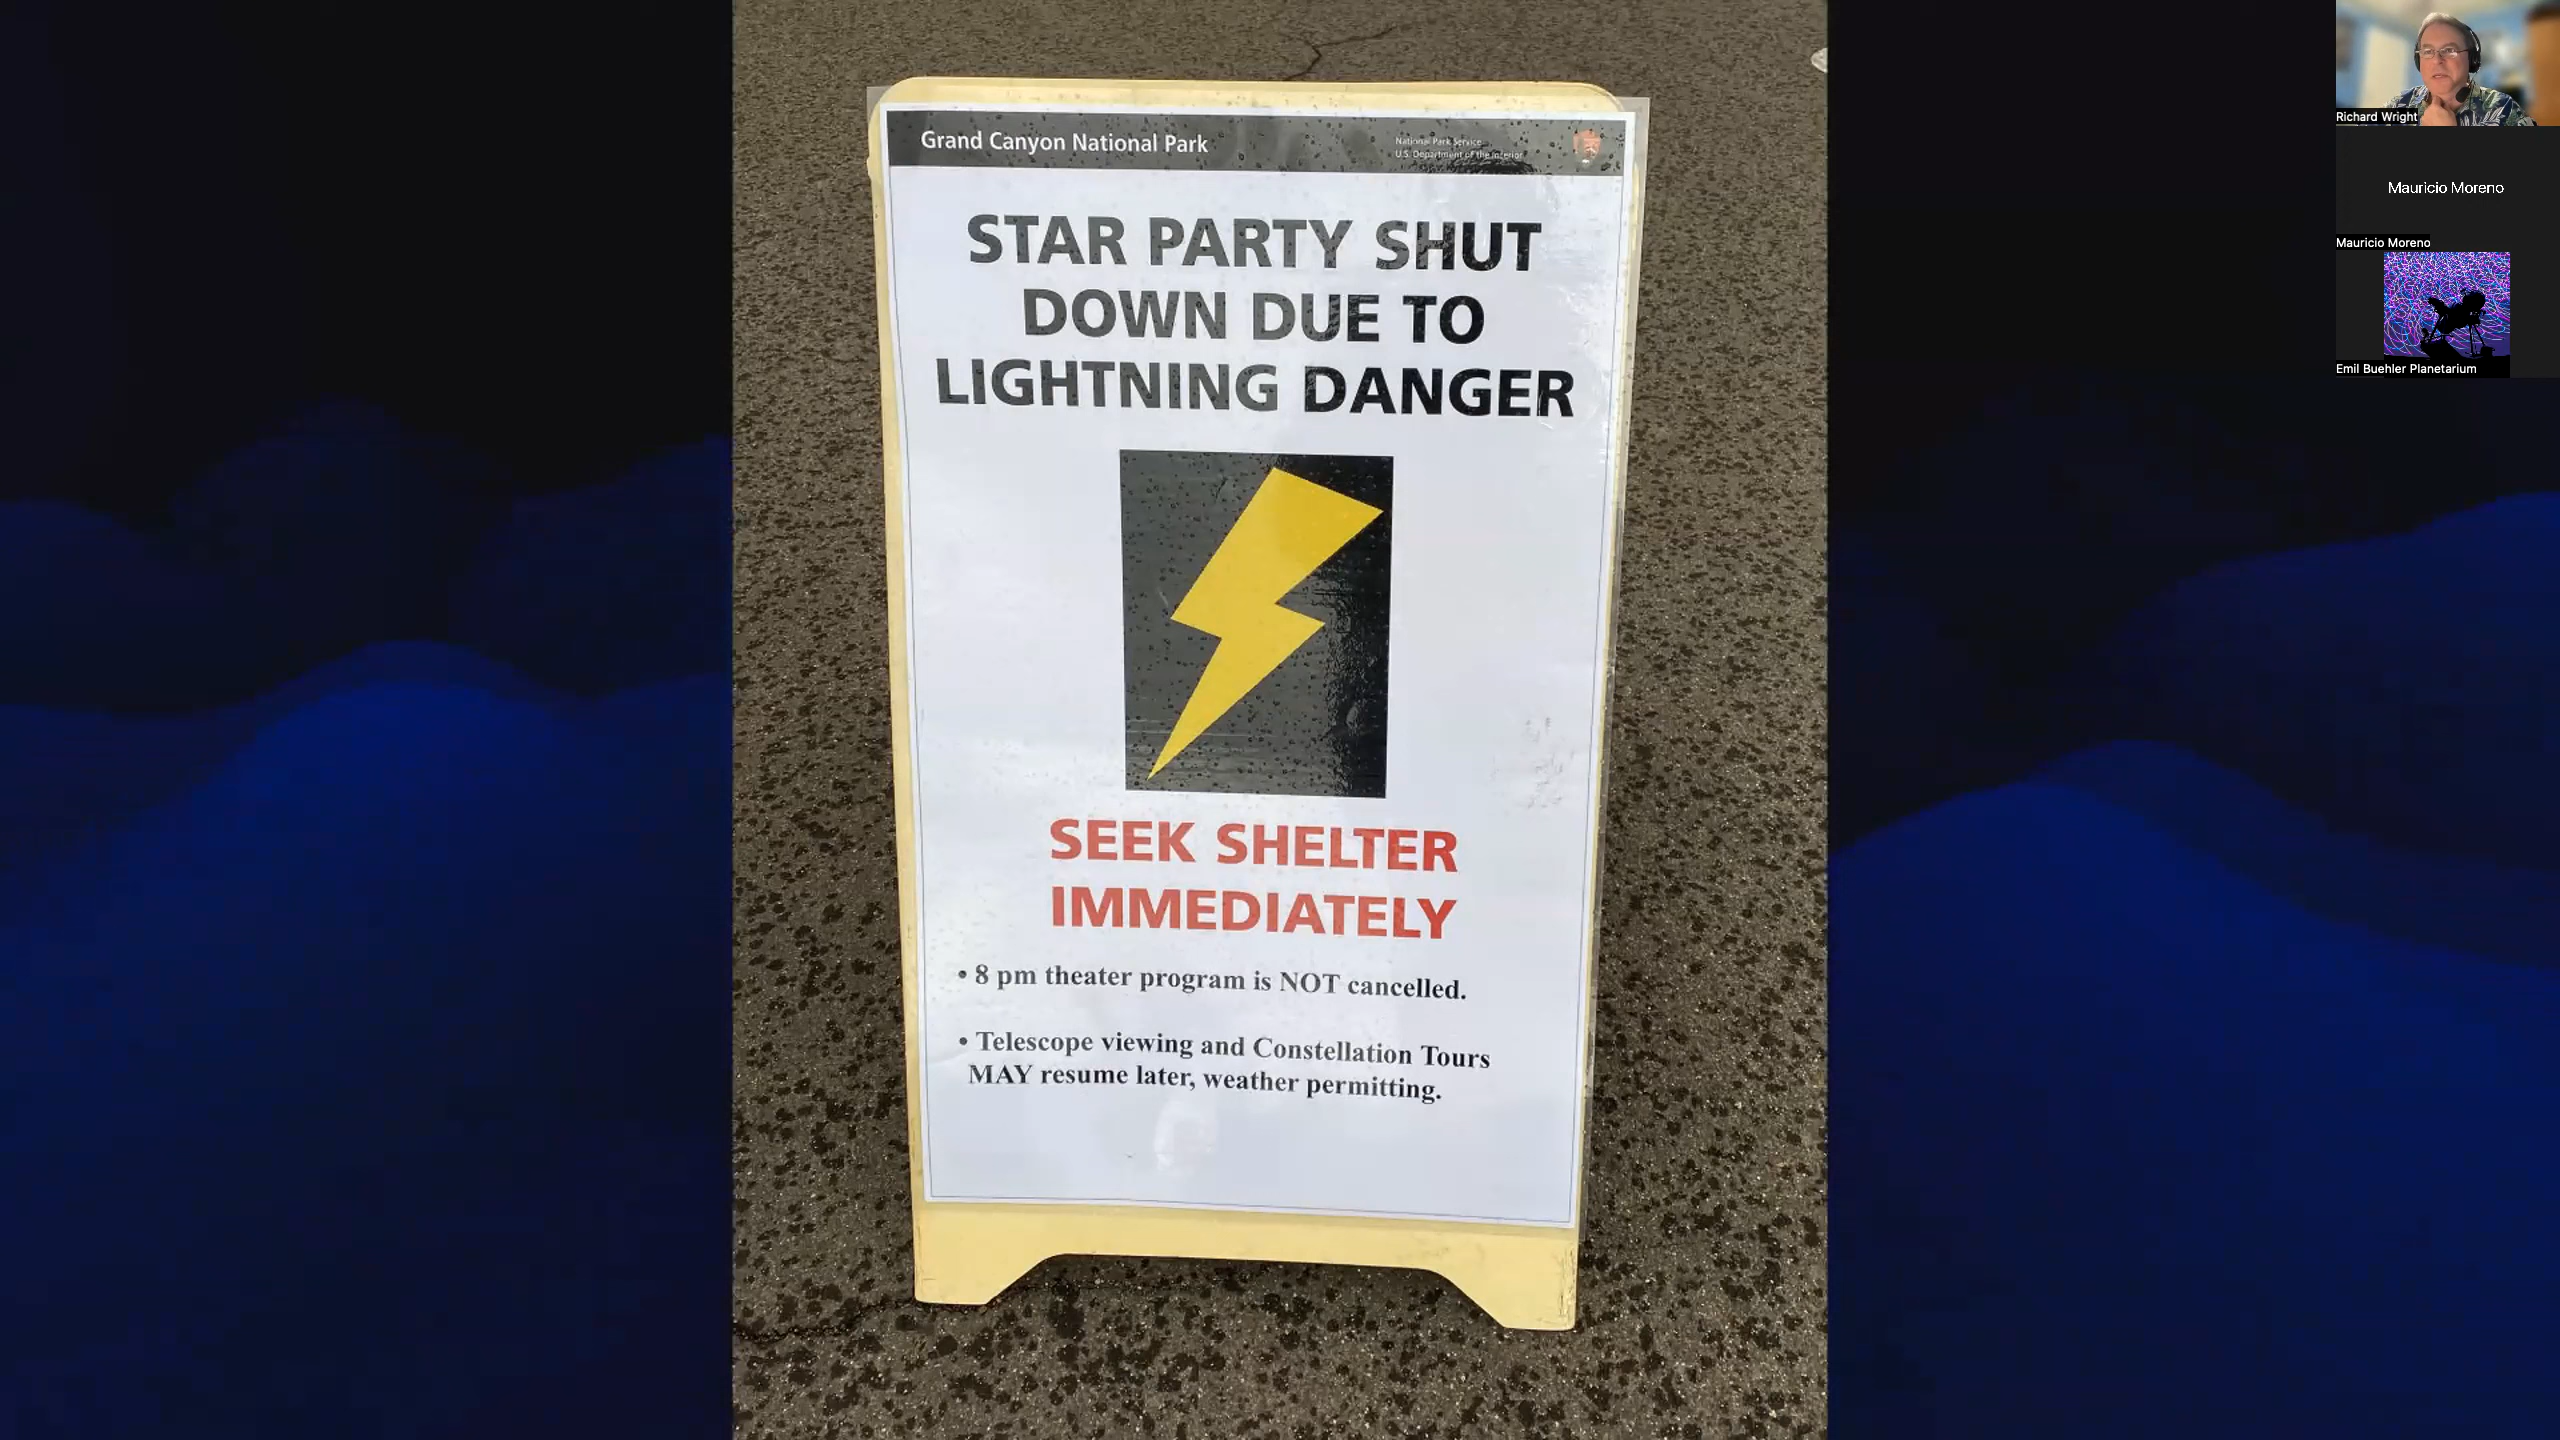 Grand Canyon National Park
National Park Service
U.S. Department of the Interior
STAR PARTY SHUT
DOWN DUE TO
LIGHTNING DANGER
SEEK SHELTER
IMMEDIATELY
• 8 pm theater program is NOT cancelled.
• Telescope viewing and Constellation Tours
MAY resume later, weather permitting.
Richard Wright
Mauricio Moreno
Mauricio Moreno
Emil Buehler Planetarium